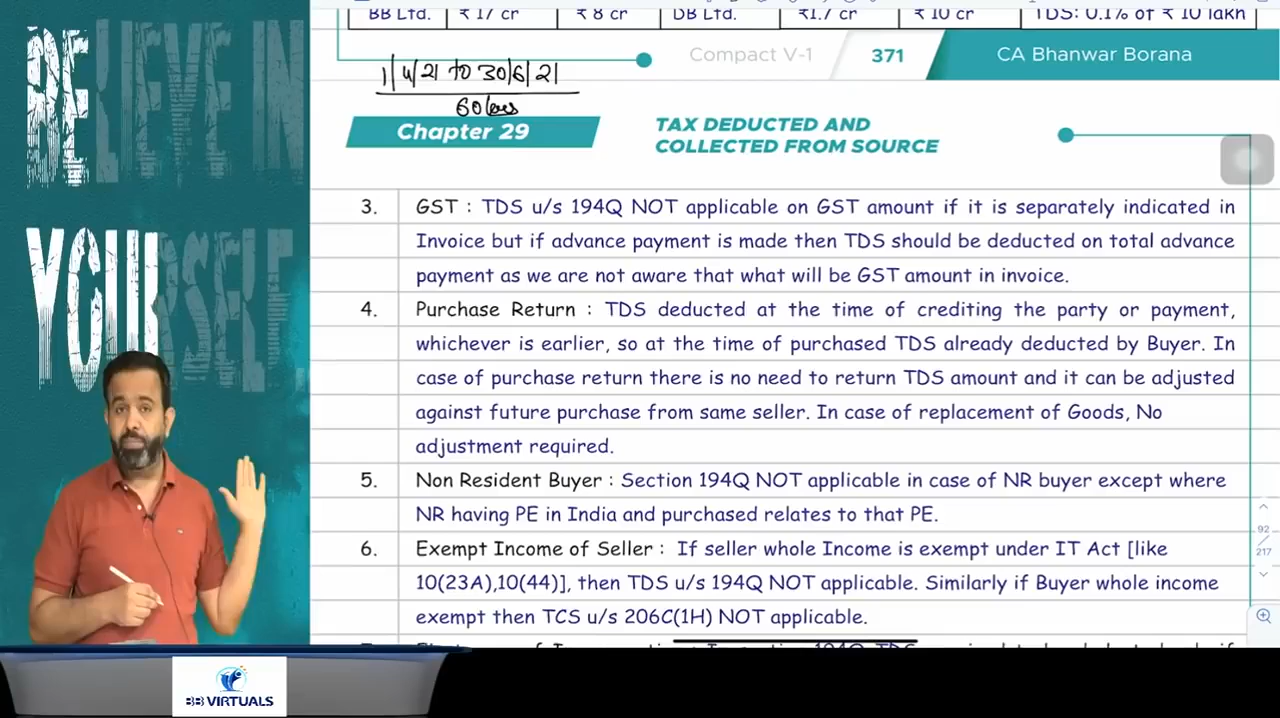 BELIEVE IN
YOURSELF
BB Ltd. ₹ 17 cr ₹ 8 cr DB Ltd. ₹1.7 cr ₹ 10 cr TDS: 0.1% of ₹ 10 lakh
Compact V-1 371 CA Bhanwar Borana
1/4/21 to 30/6/21
60 lacs
Chapter 29
TAX DEDUCTED AND
COLLECTED FROM SOURCE
3. GST : TDS u/s 194Q NOT applicable on GST amount if it is separately indicated in
Invoice but if advance payment is made then TDS should be deducted on total advance
payment as we are not aware that what will be GST amount in invoice.
4. Purchase Return : TDS deducted at the time of crediting the party or payment,
whichever is earlier, so at the time of purchased TDS already deducted by Buyer. In
case of purchase return there is no need to return TDS amount and it can be adjusted
against future purchase from same seller. In case of replacement of Goods, No
adjustment required.
5. Non Resident Buyer : Section 194Q NOT applicable in case of NR buyer except where
NR having PE in India and purchased relates to that PE.
6. Exempt Income of Seller : If seller whole Income is exempt under IT Act [like
10(23A),10(44)], then TDS u/s 194Q NOT applicable. Similarly if Buyer whole income
exempt then TCS u/s 206C(1H) NOT applicable.
92
217
BB VIRTUALS